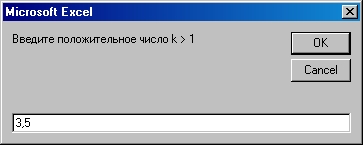 Microsoft Excel
Введите положительное число k > 1
OK
Cancel
3,5